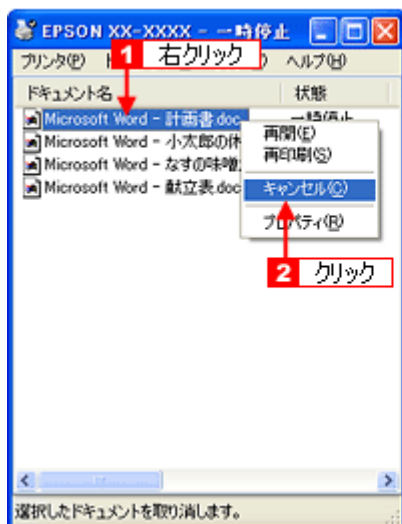 EPSON XX-XXXX - 一時停止
プリンタ(P) ヘルプ(H)
1 右クリック
ドキュメント名 状態
Microsoft Word - 計画書.doc 一時停止
Microsoft Word - 小太郎の休
Microsoft Word - なすの味噌
Microsoft Word - 献立表.doc
再開(E)
再印刷(S)
キャンセル(C)
プロパティ(R)
2 クリック
選択したドキュメントを取り消します。